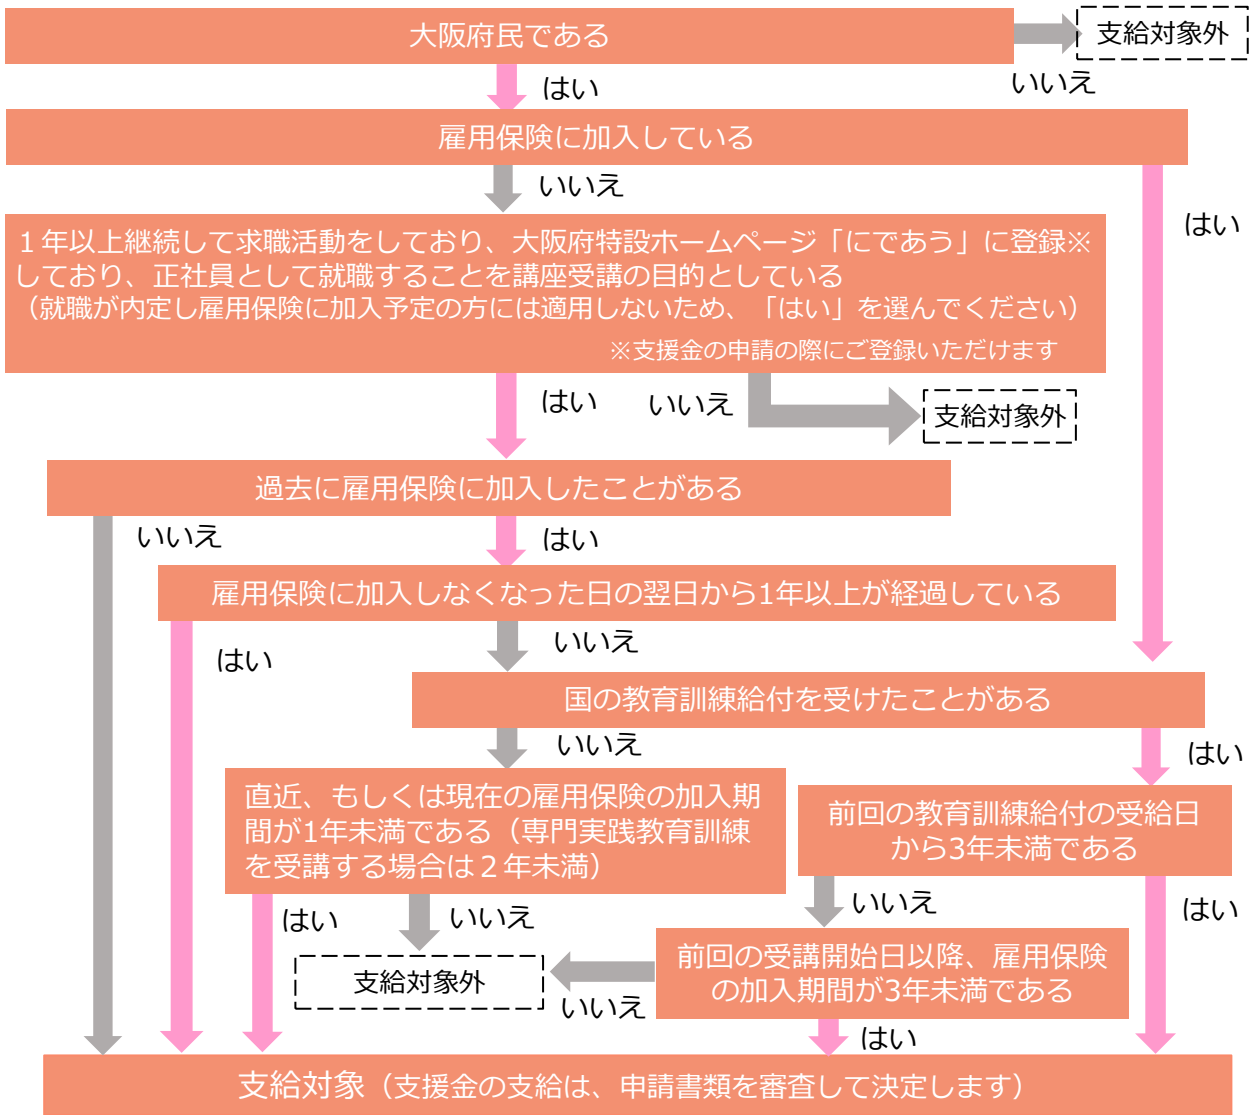 大阪府民である
支給対象外
はい
いいえ
雇用保険に加入している
いいえ
はい
１年以上継続して求職活動をしており、大阪府特設ホームページ「にであう」に登録※
しており、正社員として就職することを講座受講の目的としている
（就職が内定し雇用保険に加入予定の方には適用しないため、「はい」を選んでください）
※支援金の申請の際にご登録いただけます
はい
いいえ
支給対象外
過去に雇用保険に加入したことがある
いいえ
はい
雇用保険に加入しなくなった日の翌日から1年以上が経過している
いいえ
はい
国の教育訓練給付を受けたことがある
いいえ
はい
直近、もしくは現在の雇用保険の加入期
間が1年未満である（専門実践教育訓練
を受講する場合は２年未満）
前回の教育訓練給付の受給日
から3年未満である
はい
いいえ
いいえ
はい
前回の受講開始日以降、雇用保険
の加入期間が3年未満である
支給対象外
いいえ
はい
支給対象（支援金の支給は、申請書類を審査して決定します）